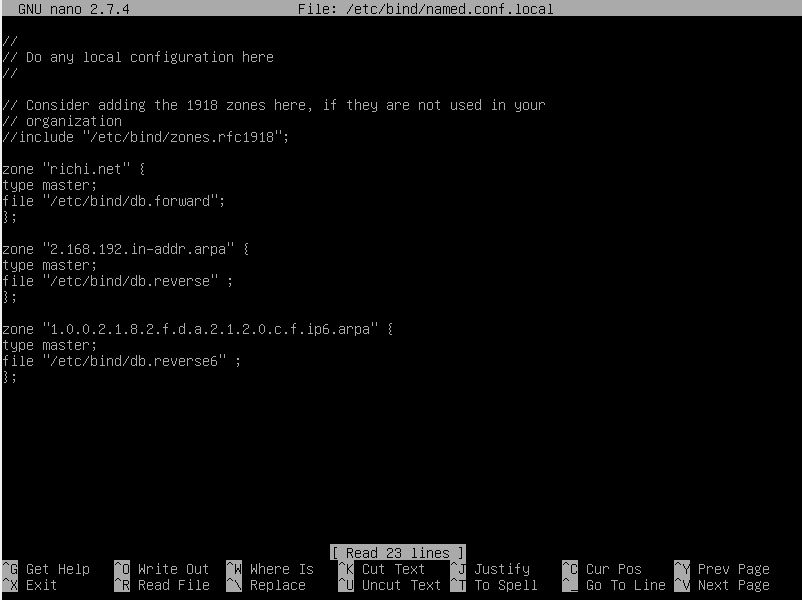 GNU nano 2.7.4 File: /etc/bind/named.conf.local
//
// Do any local configuration here
//
// Consider adding the 1918 zones here, if they are not used in your
// organization
//include "/etc/bind/zones.rfc1918";
zone "richi.net" {
type master;
file "/etc/bind/db.forward";
};
zone "2.168.192.in-addr.arpa" {
type master;
file "/etc/bind/db.reverse" ;
};
zone "1.0.0.2.1.8.2.f.d.a.2.1.2.0.c.f.ip6.arpa" {
type master;
file "/etc/bind/db.reverse6" ;
};
[ Read 23 lines ]
^G Get Help ^O Write Out ^W Where Is ^K Cut Text ^J Justify ^C Cur Pos ^Y Prev Page
^X Exit ^R Read File ^\ Replace ^U Uncut Text ^T To Spell ^_ Go To Line ^V Next Page